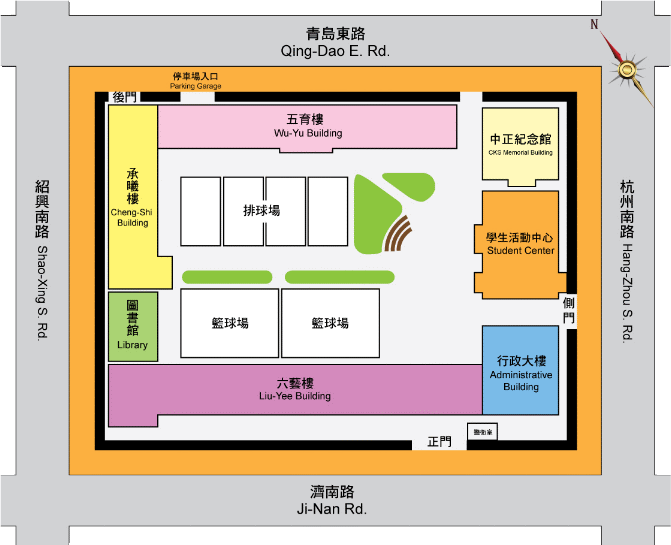 青島東路
Qing-Dao E. Rd.
N
停車場入口
Parking Garage
後門
五育樓
Wu-Yu Building
中正紀念館
CKS Memorial Building
承曦樓
Cheng-Shi
Building
排球場
紹興南路 Shao-Xing S. Rd.
杭州南路 Hang-Zhou S. Rd.
學生活動中心
Student Center
側門
圖書館
Library
籃球場
籃球場
行政大樓
Administrative
Building
六藝樓
Liu-Yee Building
正門
警衛室
濟南路
Ji-Nan Rd.